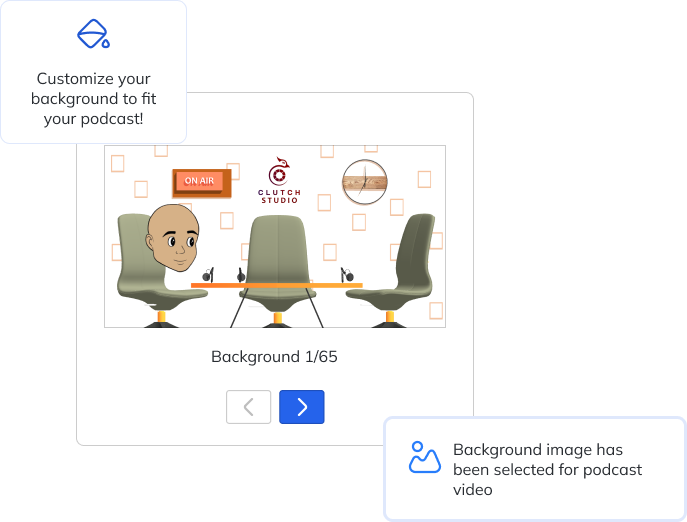 Customize your
background to fit
your podcast!
ON AIR
CLUTCH
STUDIO
Background 1/65
Background image has
been selected for podcast
video